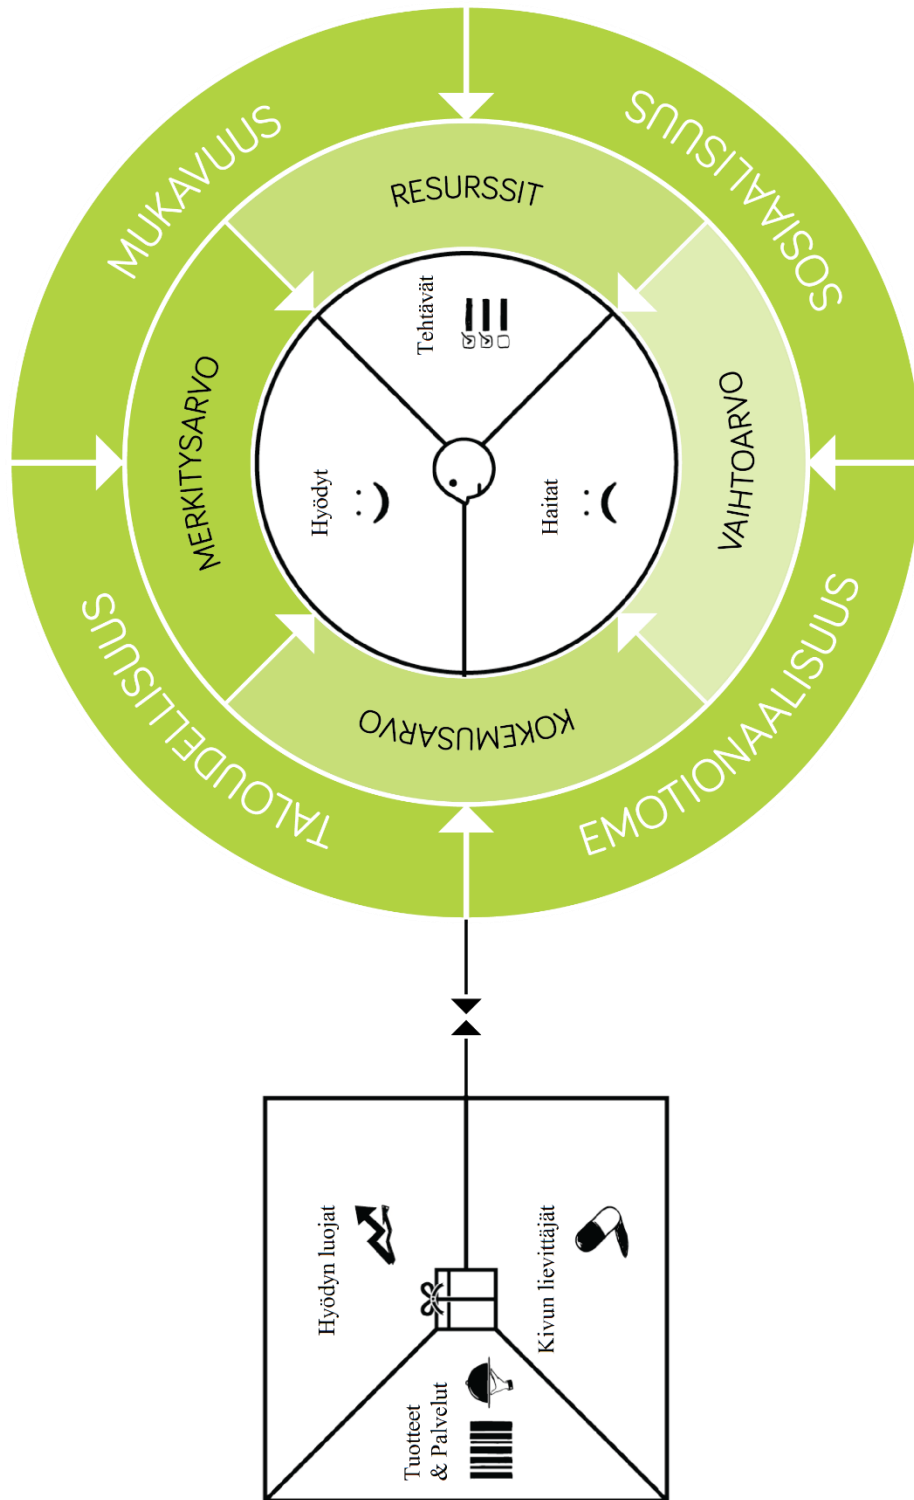 MUKAVUUS
SOSIAALISUUS
RESURSSIT
Tehtävät
MERKITYSARVO
VAIHTOARVO
Hyödyt
Haitat
KOKEMUSARVO
TALOUDELLISUUS
EMOTIONAALISUUS
Hyödyn luojat
Kivun lievittäjät
Tuotteet
& Palvelut